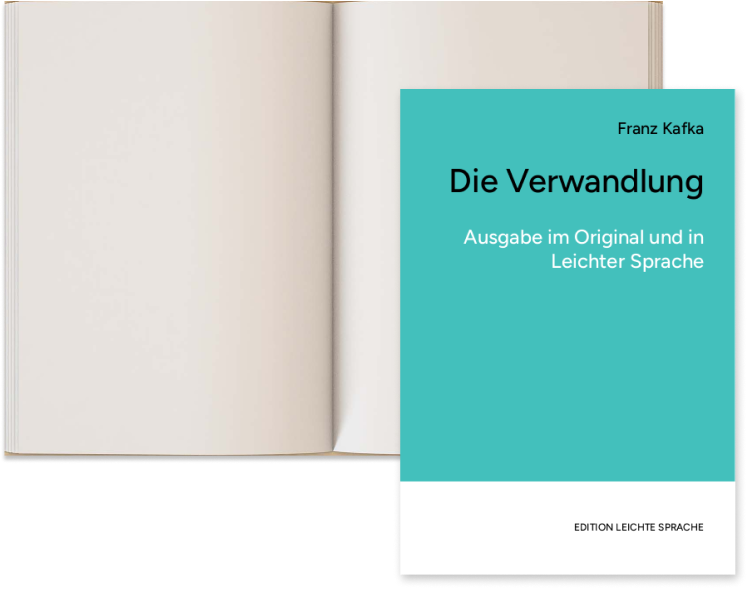 Franz Kafka
Die Verwandlung
Ausgabe im Original und in
Leichter Sprache
EDITION LEICHTE SPRACHE